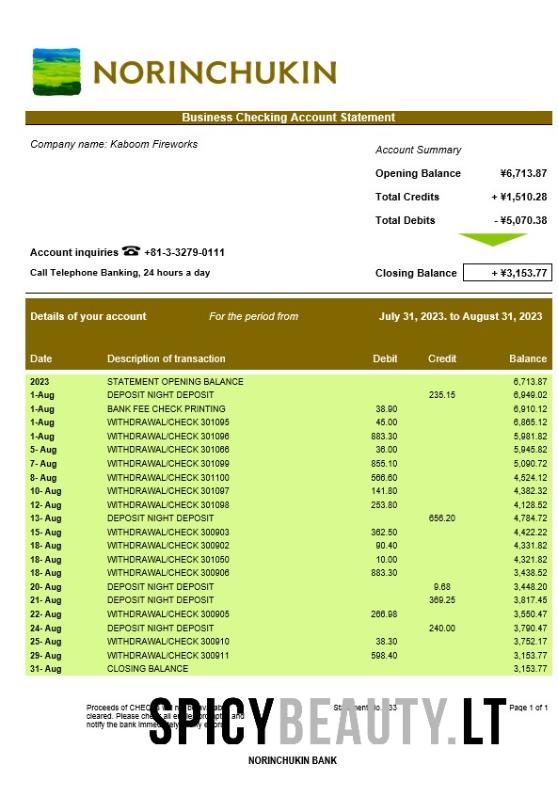 NORINCHUKIN
Business Checking Account Statement
Company name: Kaboom Fireworks
Account Summary
Opening Balance ¥6,713.87
Total Credits + ¥1,510.28
Total Debits - ¥5,070.38
Account inquiries ☎ +81-3-3279-0111
Call Telephone Banking, 24 hours a day
Closing Balance + ¥3,153.77
Details of your account For the period from July 31, 2023. to August 31, 2023
Date Description of transaction Debit Credit Balance
2023 STATEMENT OPENING BALANCE 6,713.87
1-Aug DEPOSIT NIGHT DEPOSIT 235.15 6,949.02
1-Aug BANK FEE CHECK PRINTING 38.90 6,910.12
1-Aug WITHDRAWAL/CHECK 301095 45.00 6,865.12
1-Aug WITHDRAWAL/CHECK 301096 883.30 5,981.82
5- Aug WITHDRAWAL/CHECK 301066 36.00 5,945.82
7- Aug WITHDRAWAL/CHECK 301099 855.10 5,090.72
8- Aug WITHDRAWAL/CHECK 301100 566.60 4,524.12
10- Aug WITHDRAWAL/CHECK 301097 141.80 4,382.32
12- Aug WITHDRAWAL/CHECK 301098 253.80 4,128.52
13- Aug DEPOSIT NIGHT DEPOSIT 656.20 4,784.72
15- Aug WITHDRAWAL/CHECK 300903 362.50 4,422.22
18- Aug WITHDRAWAL/CHECK 300902 90.40 4,331.82
18- Aug WITHDRAWAL/CHECK 301050 10.00 4,321.82
18- Aug WITHDRAWAL/CHECK 300906 883.30 3,438.52
20- Aug DEPOSIT NIGHT DEPOSIT 9.68 3,448.20
21- Aug DEPOSIT NIGHT DEPOSIT 369.25 3,817.45
22- Aug WITHDRAWAL/CHECK 300905 266.98 3,550.47
24- Aug DEPOSIT NIGHT DEPOSIT 240.00 3,790.47
25- Aug WITHDRAWAL/CHECK 300910 38.30 3,752.17
29- Aug WITHDRAWAL/CHECK 300911 598.40 3,153.77
31- Aug CLOSING BALANCE 3,153.77
Proceeds of Page 1 of 1
cleared. Please
notify the bank
SPICYBEAUTY.LT
NORINCHUKIN BANK